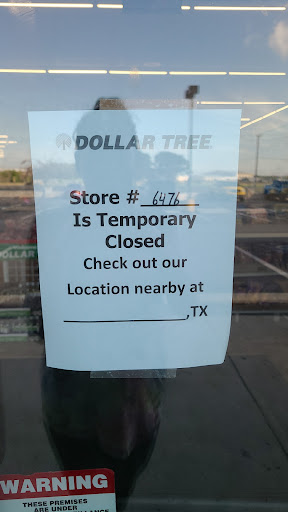 DOLLAR TREE
Store # 6476
Is Temporary
Closed
Check out our
Location nearby at
,TX
DOLLAR
WARNING
THESE PREMISES
ARE UNDER